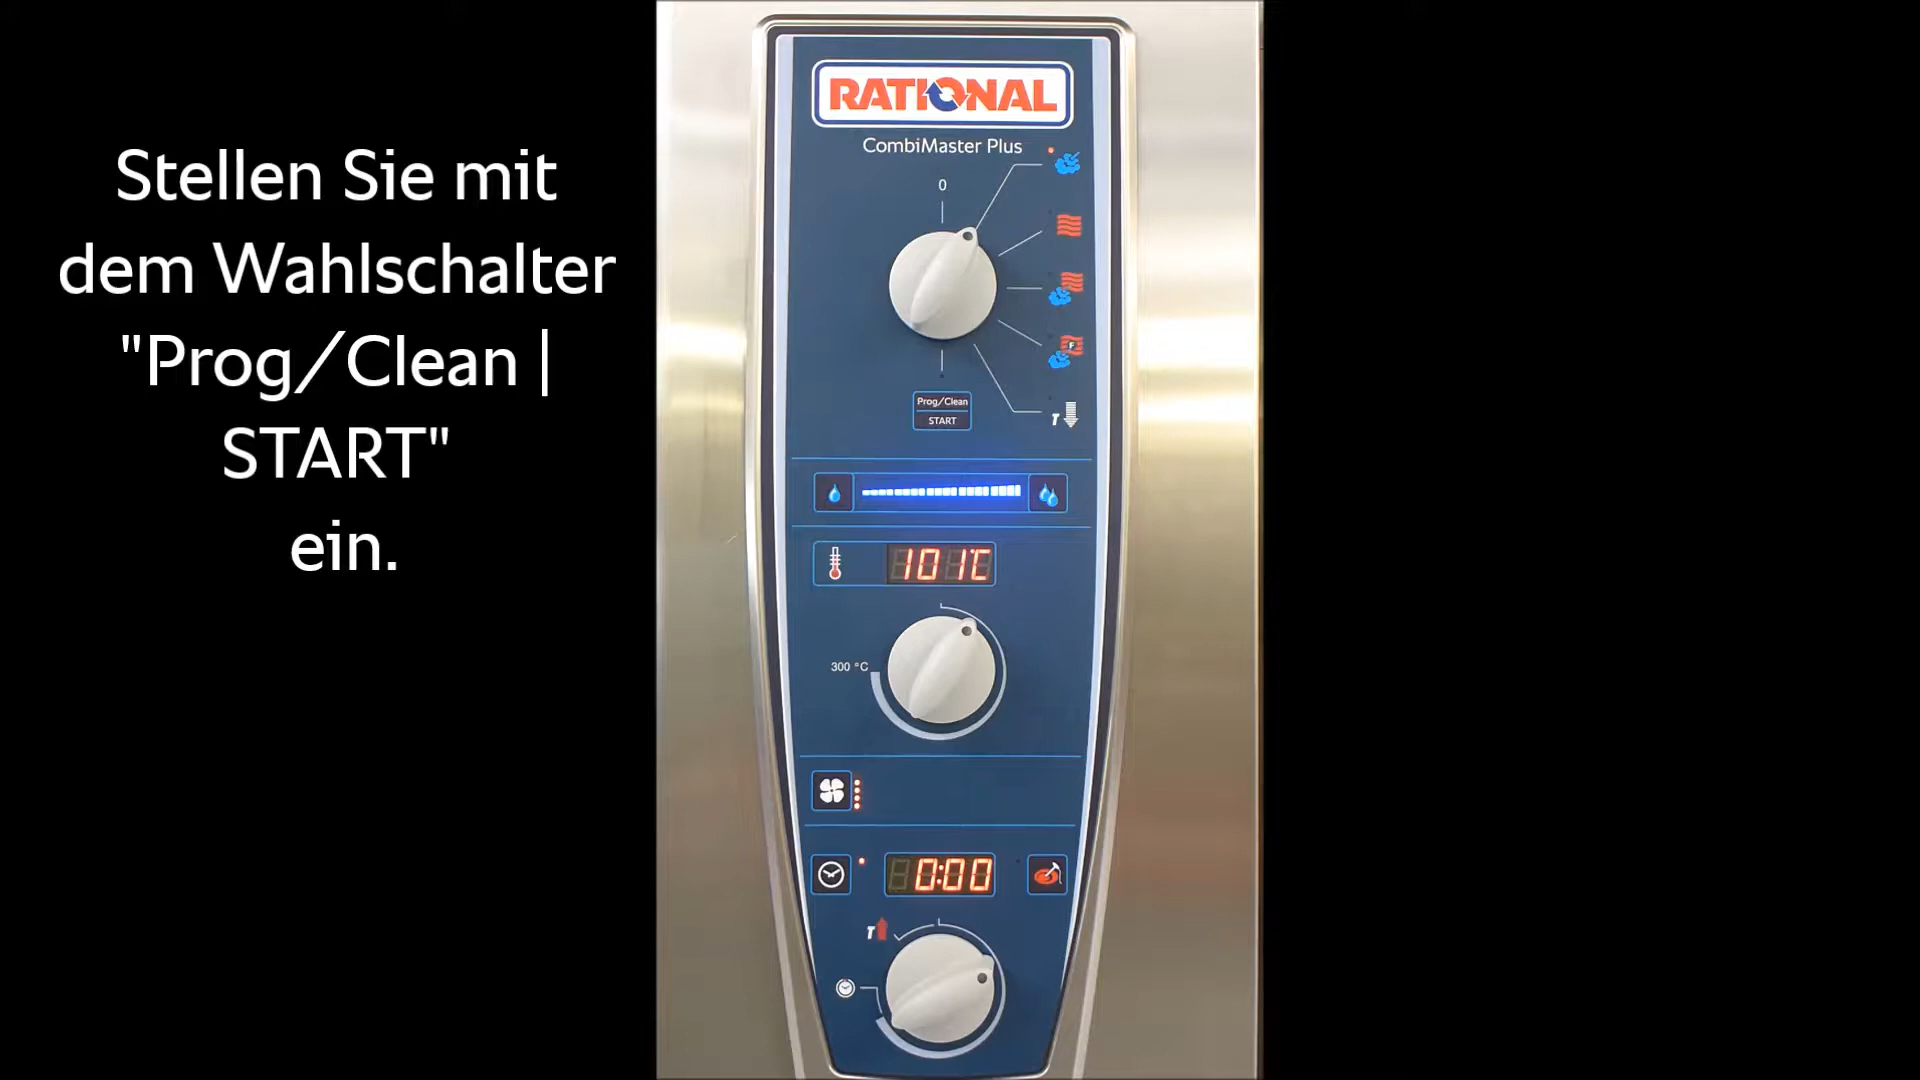 Stellen Sie mit
dem Wahlschalter
"Prog/Clean |
START"
ein.
RATIONAL
CombiMaster Plus
0
F
Prog/Clean
START
T
101°C
300 °C
0:00
T